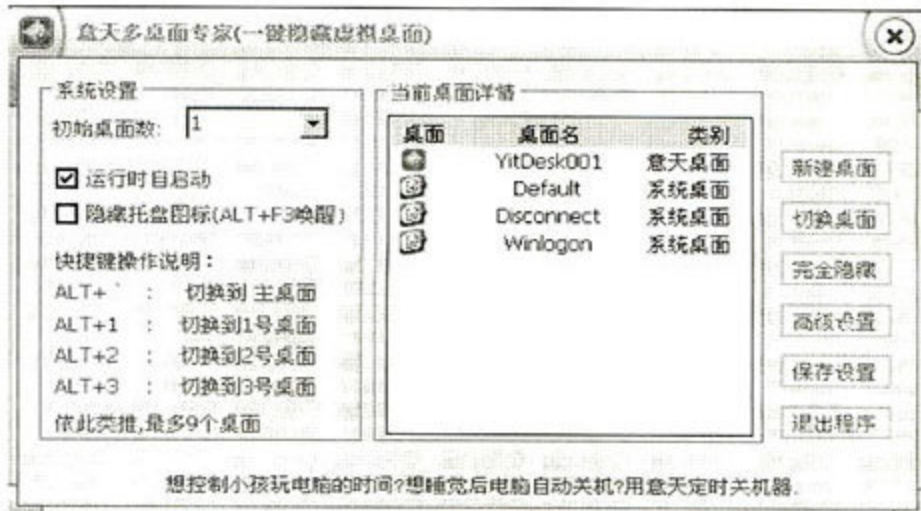 意天多桌面专家(一键隐藏虚拟桌面)
系统设置
初始桌面数: 1
运行时自启动
隐藏托盘图标(ALT+F3唤醒)
快捷键操作说明：
ALT+ ` : 切换到 主桌面
ALT+1 : 切换到1号桌面
ALT+2 : 切换到2号桌面
ALT+3 : 切换到3号桌面
依此类推,最多9个桌面
当前桌面详情
桌面 桌面名 类别
YitDesk001 意天桌面
Default 系统桌面
Disconnect 系统桌面
Winlogon 系统桌面
新建桌面
切换桌面
完全隐藏
高级设置
保存设置
退出程序
想控制小孩玩电脑的时间?想睡觉后电脑自动关机?用意天定时关机器.